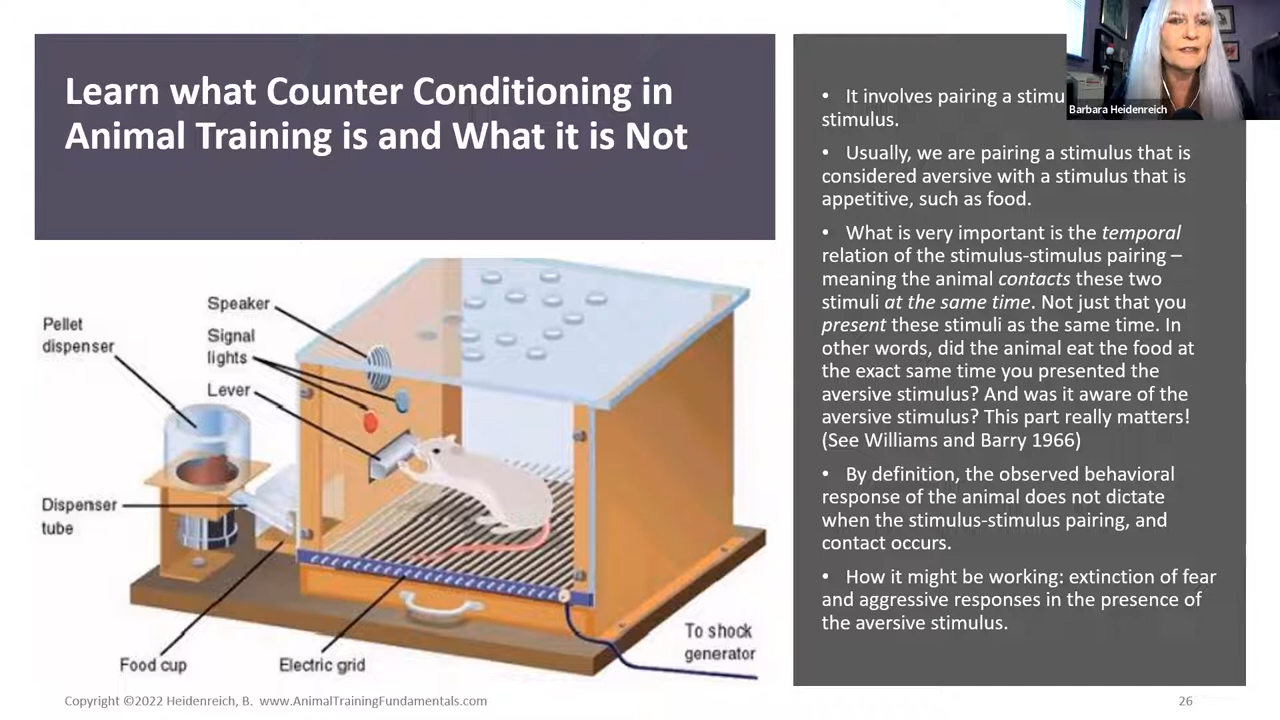 Learn what Counter Conditioning in
Animal Training is and What it is Not
Speaker
Pellet
dispenser
Signal
lights
Lever
Dispenser
tube
Food cup
Electric grid
To shock
generator
• It involves pairing a
stimulus.
• Usually, we are pairing a stimulus that is
considered aversive with a stimulus that is
appetitive, such as food.
• What is very important is the temporal
relation of the stimulus-stimulus pairing –
meaning the animal contacts these two
stimuli at the same time. Not just that you
present these stimuli as the same time. In
other words, did the animal eat the food at
the exact same time you presented the
aversive stimulus? And was it aware of the
aversive stimulus? This part really matters!
(See Williams and Barry 1966)
• By definition, the observed behavioral
response of the animal does not dictate
when the stimulus-stimulus pairing, and
contact occurs.
• How it might be working: extinction of fear
and aggressive responses in the presence of
the aversive stimulus.
Barbara Heidenreich
Copyright ©2022 Heidenreich, B. www.AnimalTrainingFundamentals.com
26